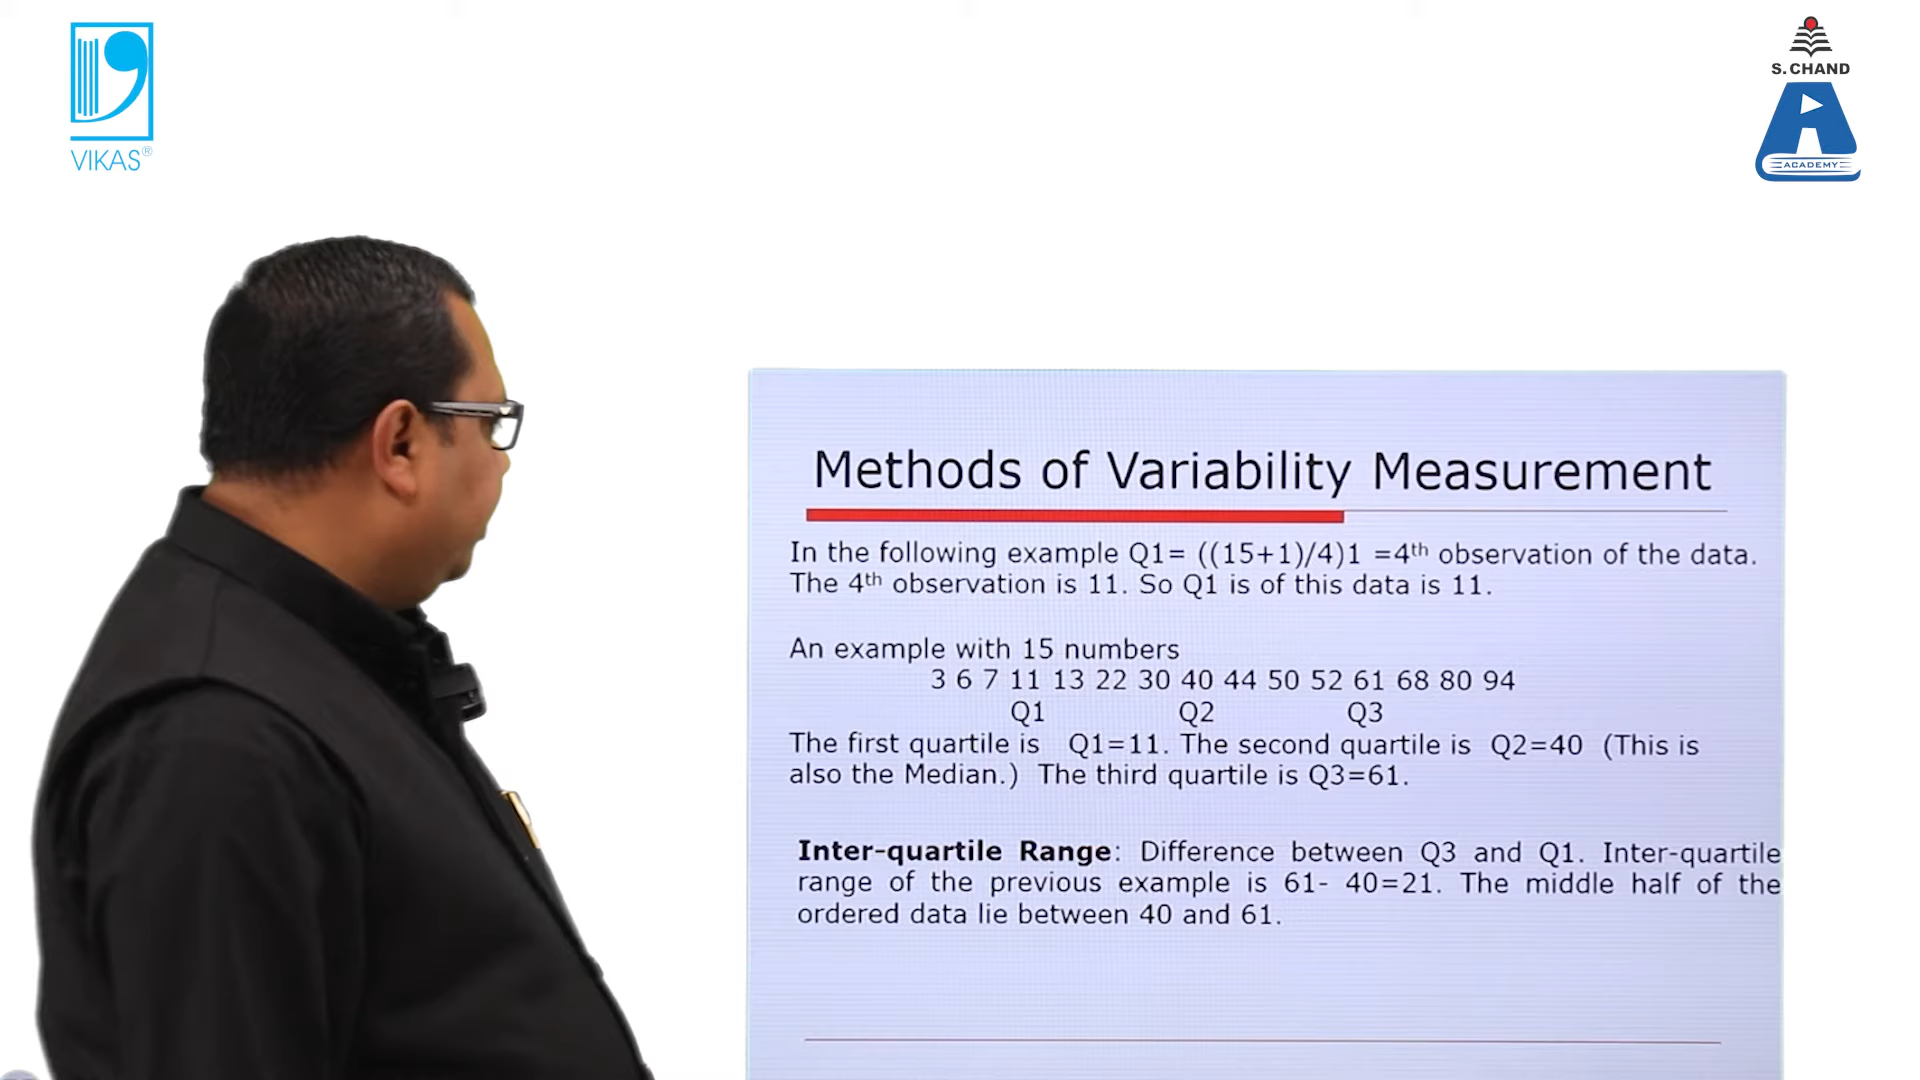 VIKAS®
S. CHAND
ACADEMY
Methods of Variability Measurement
In the following example Q1= ((15+1)/4)1 =4th observation of the data.
The 4th observation is 11. So Q1 is of this data is 11.
An example with 15 numbers
3 6 7 11 13 22 30 40 44 50 52 61 68 80 94
Q1 Q2 Q3
The first quartile is Q1=11. The second quartile is Q2=40 (This is
also the Median.) The third quartile is Q3=61.
Inter-quartile Range: Difference between Q3 and Q1. Inter-quartile
range of the previous example is 61- 40=21. The middle half of the
ordered data lie between 40 and 61.